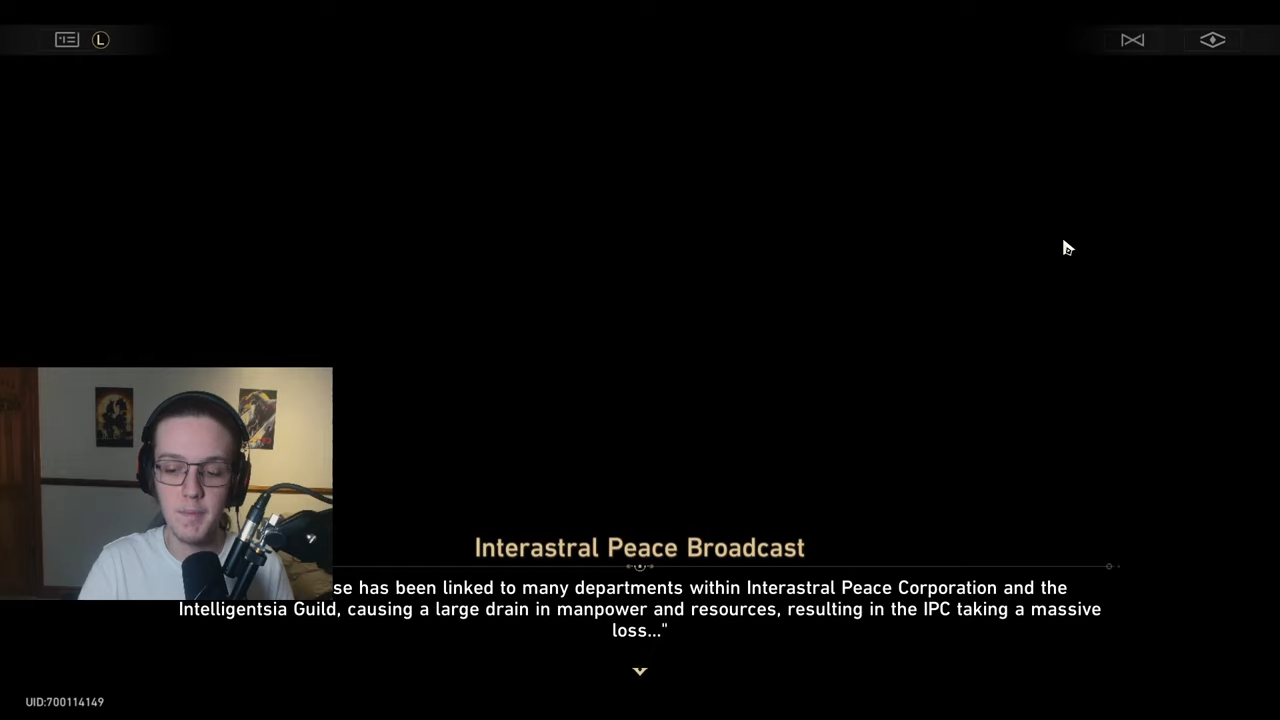 L
Interastral Peace Broadcast
se has been linked to many departments within Interastral Peace Corporation and the
Intelligentsia Guild, causing a large drain in manpower and resources, resulting in the IPC taking a massive
loss..."
UID:700114149